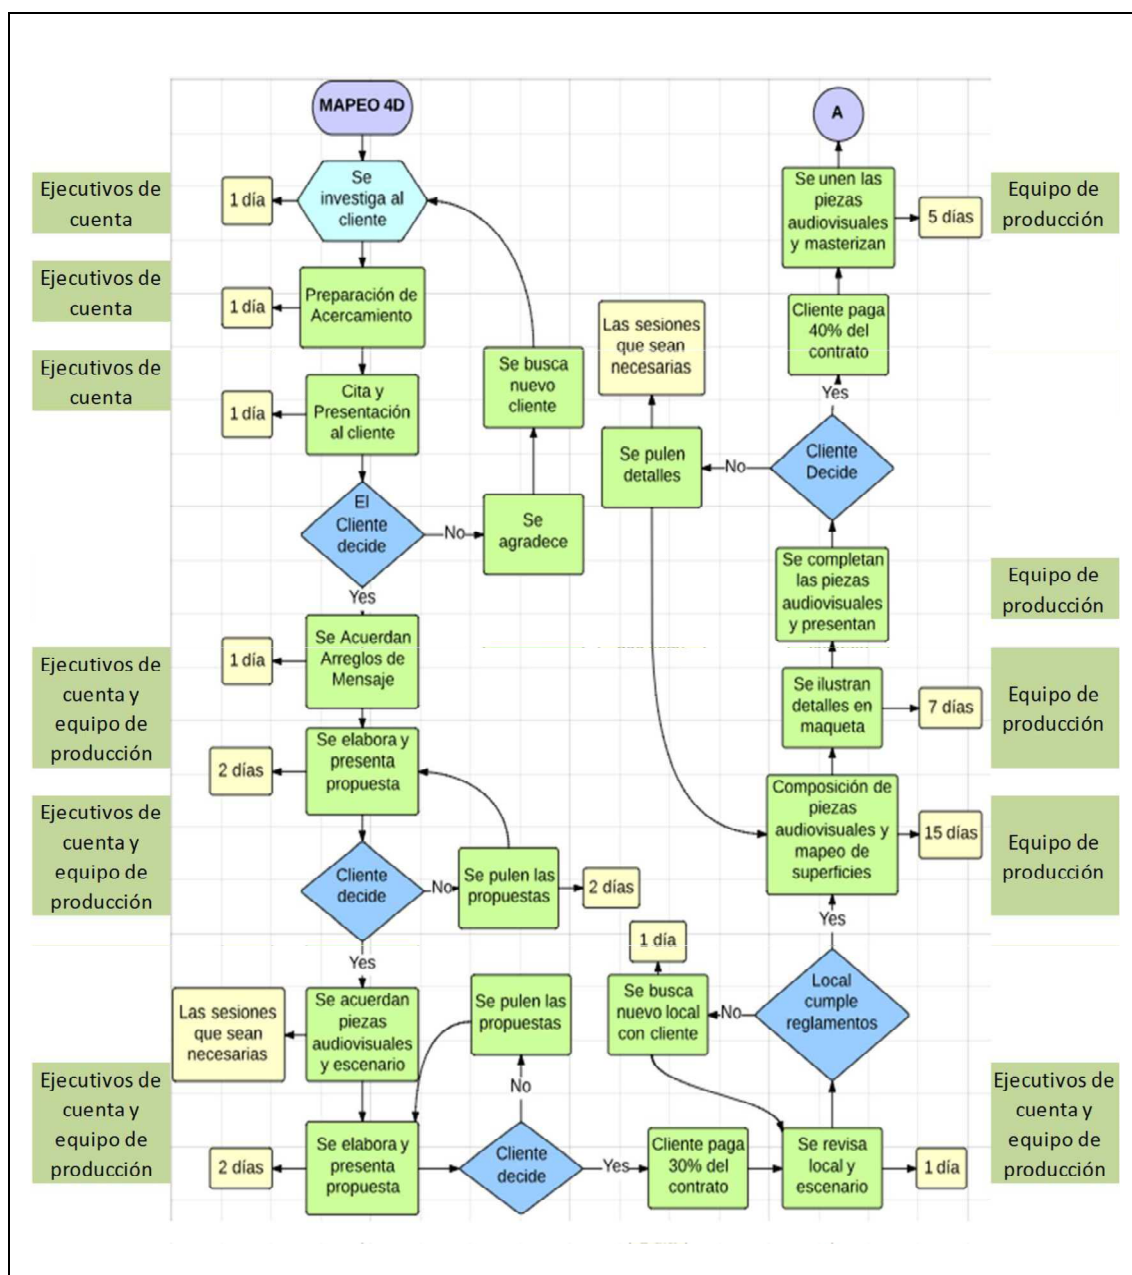 MAPEO 4D
Ejecutivos de
cuenta
1 día
Se
investiga al
cliente
Ejecutivos de
cuenta
1 día
Preparación de
Acercamiento
Ejecutivos de
cuenta
1 día
Cita y
Presentación
al cliente
Se busca
nuevo
cliente
El
Cliente
decide
No
Se
agradece
Yes
Ejecutivos de
cuenta y
equipo de
producción
1 día
Se Acuerdan
Arreglos de
Mensaje
2 días
Se elabora y
presenta
propuesta
Ejecutivos de
cuenta y
equipo de
producción
Cliente
decide
No
Se pulen las
propuestas
2 días
Yes
Las sesiones
que sean
necesarias
Se acuerdan
piezas
audiovisuales
y escenario
Se pulen las
propuestas
No
Ejecutivos de
cuenta y
equipo de
producción
2 días
Se elabora y
presenta
propuesta
Cliente
decide
Yes
Cliente paga
30% del
contrato
Se revisa
local y
escenario
1 día
Ejecutivos de
cuenta y
equipo de
producción
1 día
Se busca
nuevo local
con cliente
No
Local
cumple
reglamentos
Yes
Composición de
piezas
audiovisuales y
mapeo de
superficies
15 días
Equipo de
producción
Se ilustran
detalles en
maqueta
7 días
Equipo de
producción
Se completan
las piezas
audiovisuales
y presentan
Equipo de
producción
Cliente
Decide
No
Se pulen
detalles
Las sesiones
que sean
necesarias
Yes
Cliente paga
40% del
contrato
Se unen las
piezas
audiovisuales
y masterizan
5 días
Equipo de
producción
A